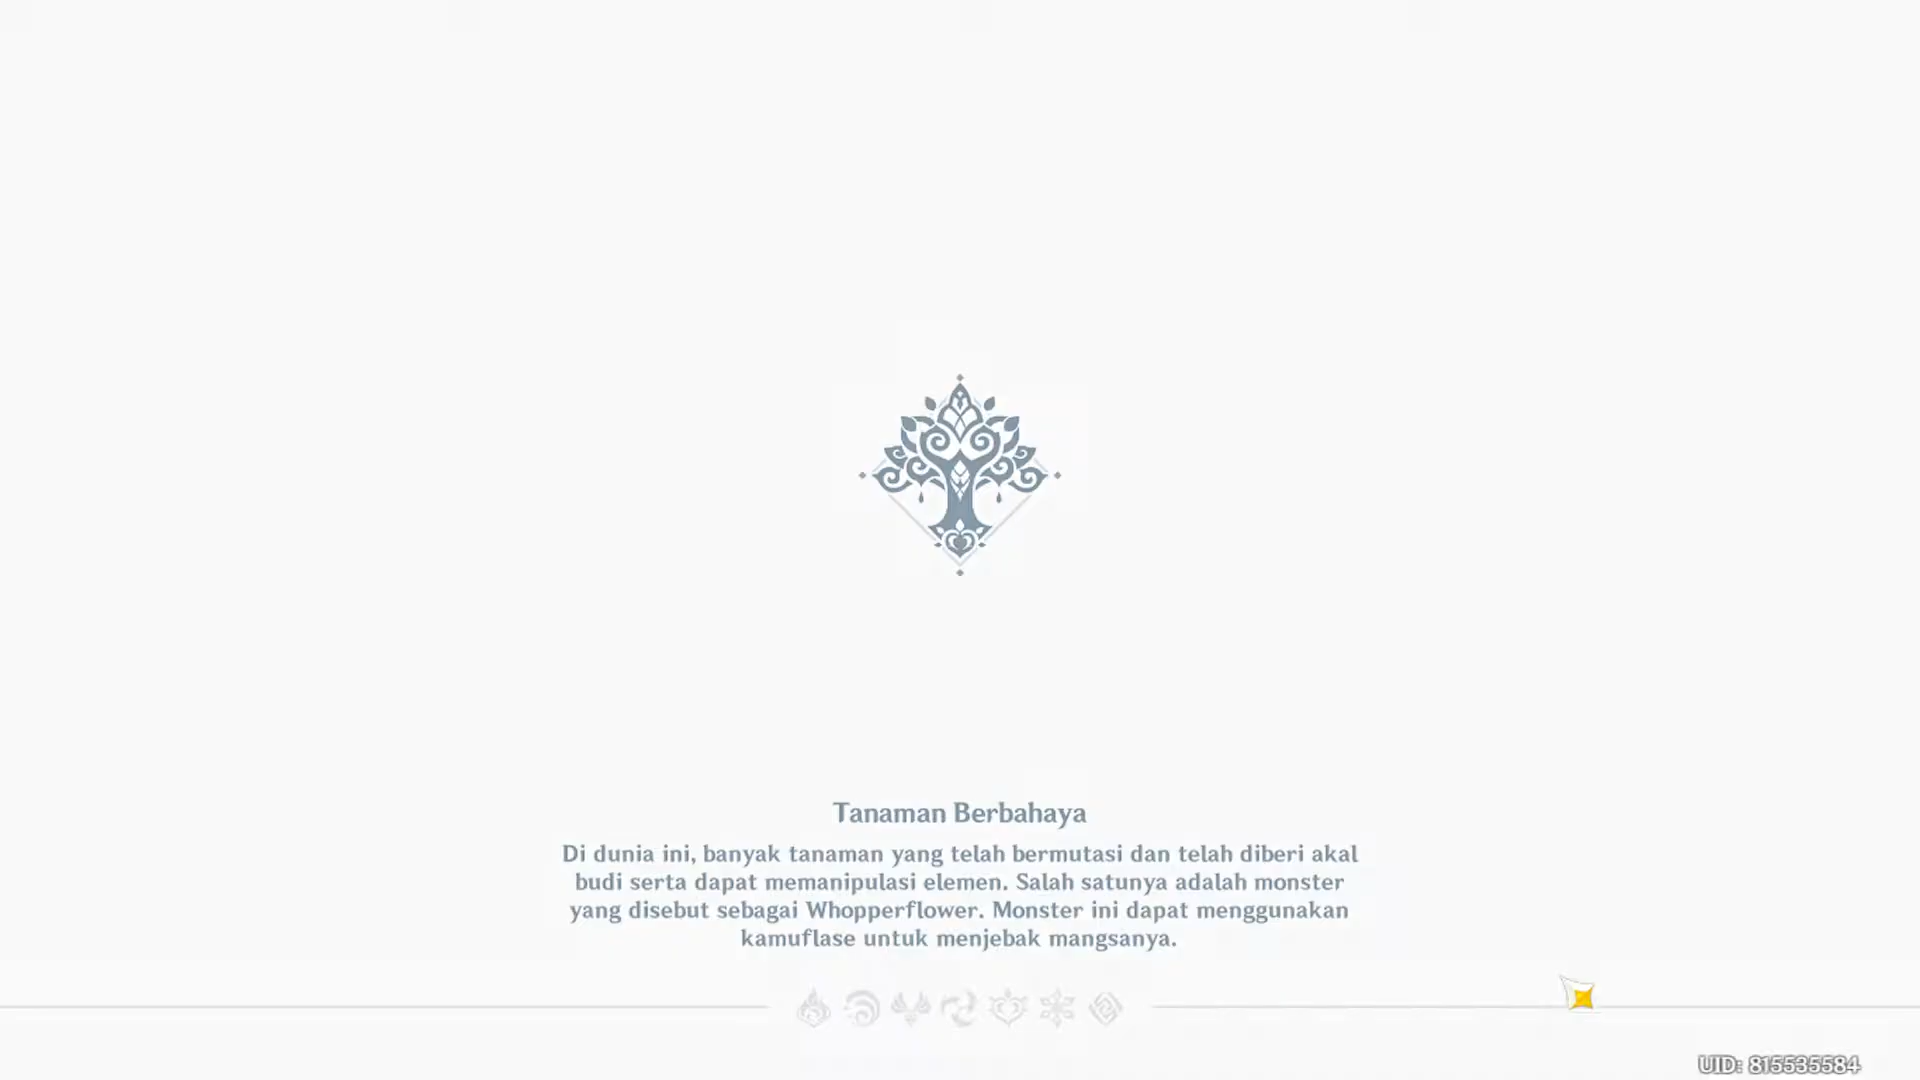 Tanaman Berbahaya
Di dunia ini, banyak tanaman yang telah bermutasi dan telah diberi akal
budi serta dapat memanipulasi elemen. Salah satunya adalah monster
yang disebut sebagai Whopperflower. Monster ini dapat menggunakan
kamuflase untuk menjebak mangsanya.
UID: 815535584